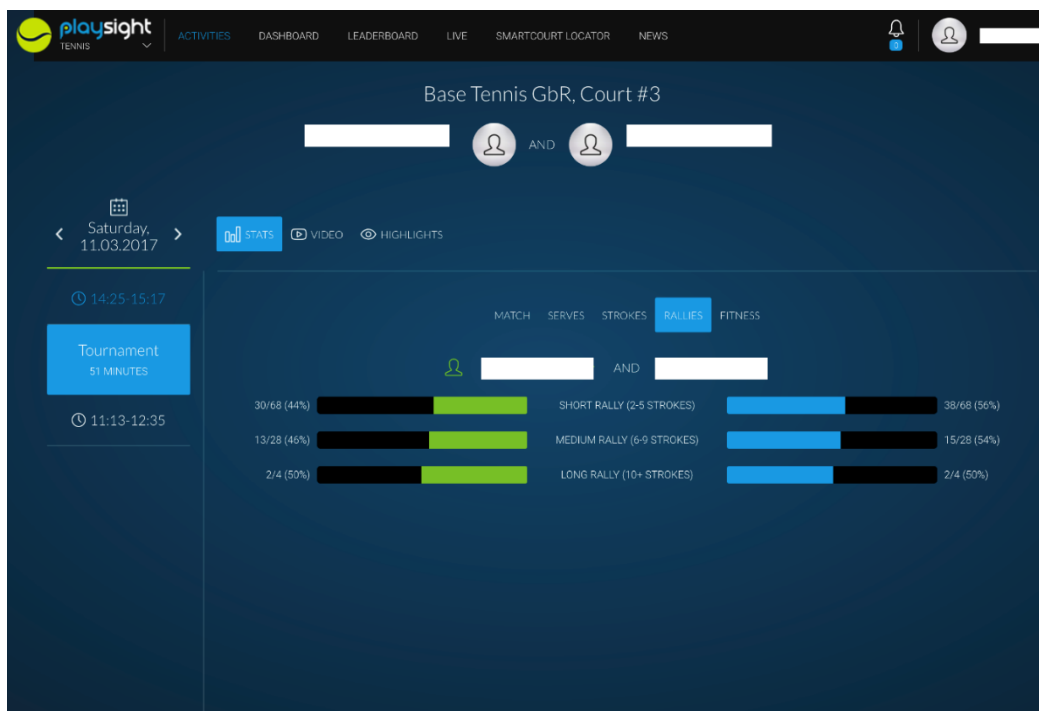 playsight
TENNIS
ACTIVITIES DASHBOARD LEADERBOARD LIVE SMARTCOURT LOCATOR NEWS
0
Base Tennis GbR, Court #3
AND
Saturday,
11.03.2017
STATS VIDEO HIGHLIGHTS
14:25-15:17
Tournament
51 MINUTES
11:13-12:35
MATCH SERVES STROKES RALLIES FITNESS
AND
30/68 (44%) SHORT RALLY (2-5 STROKES) 38/68 (56%)
13/28 (46%) MEDIUM RALLY (6-9 STROKES) 15/28 (54%)
2/4 (50%) LONG RALLY (10+ STROKES) 2/4 (50%)